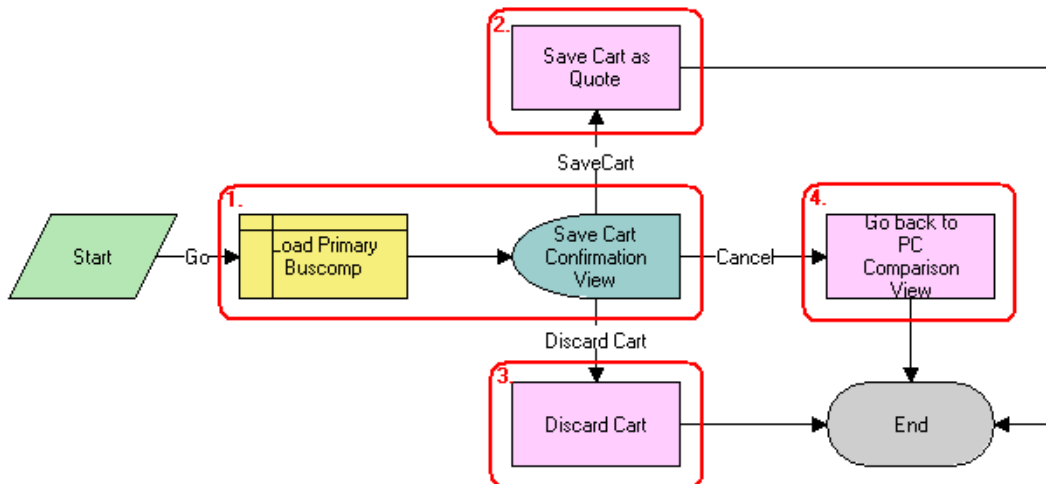 2.
Save Cart as
Quote
SaveCart
1.
4.
Start
Go
Load Primary
Buscomp
Save Cart
Confirmation
View
Cancel
Go back to
PC
Comparison
View
Discard Cart
3.
Discard Cart
End